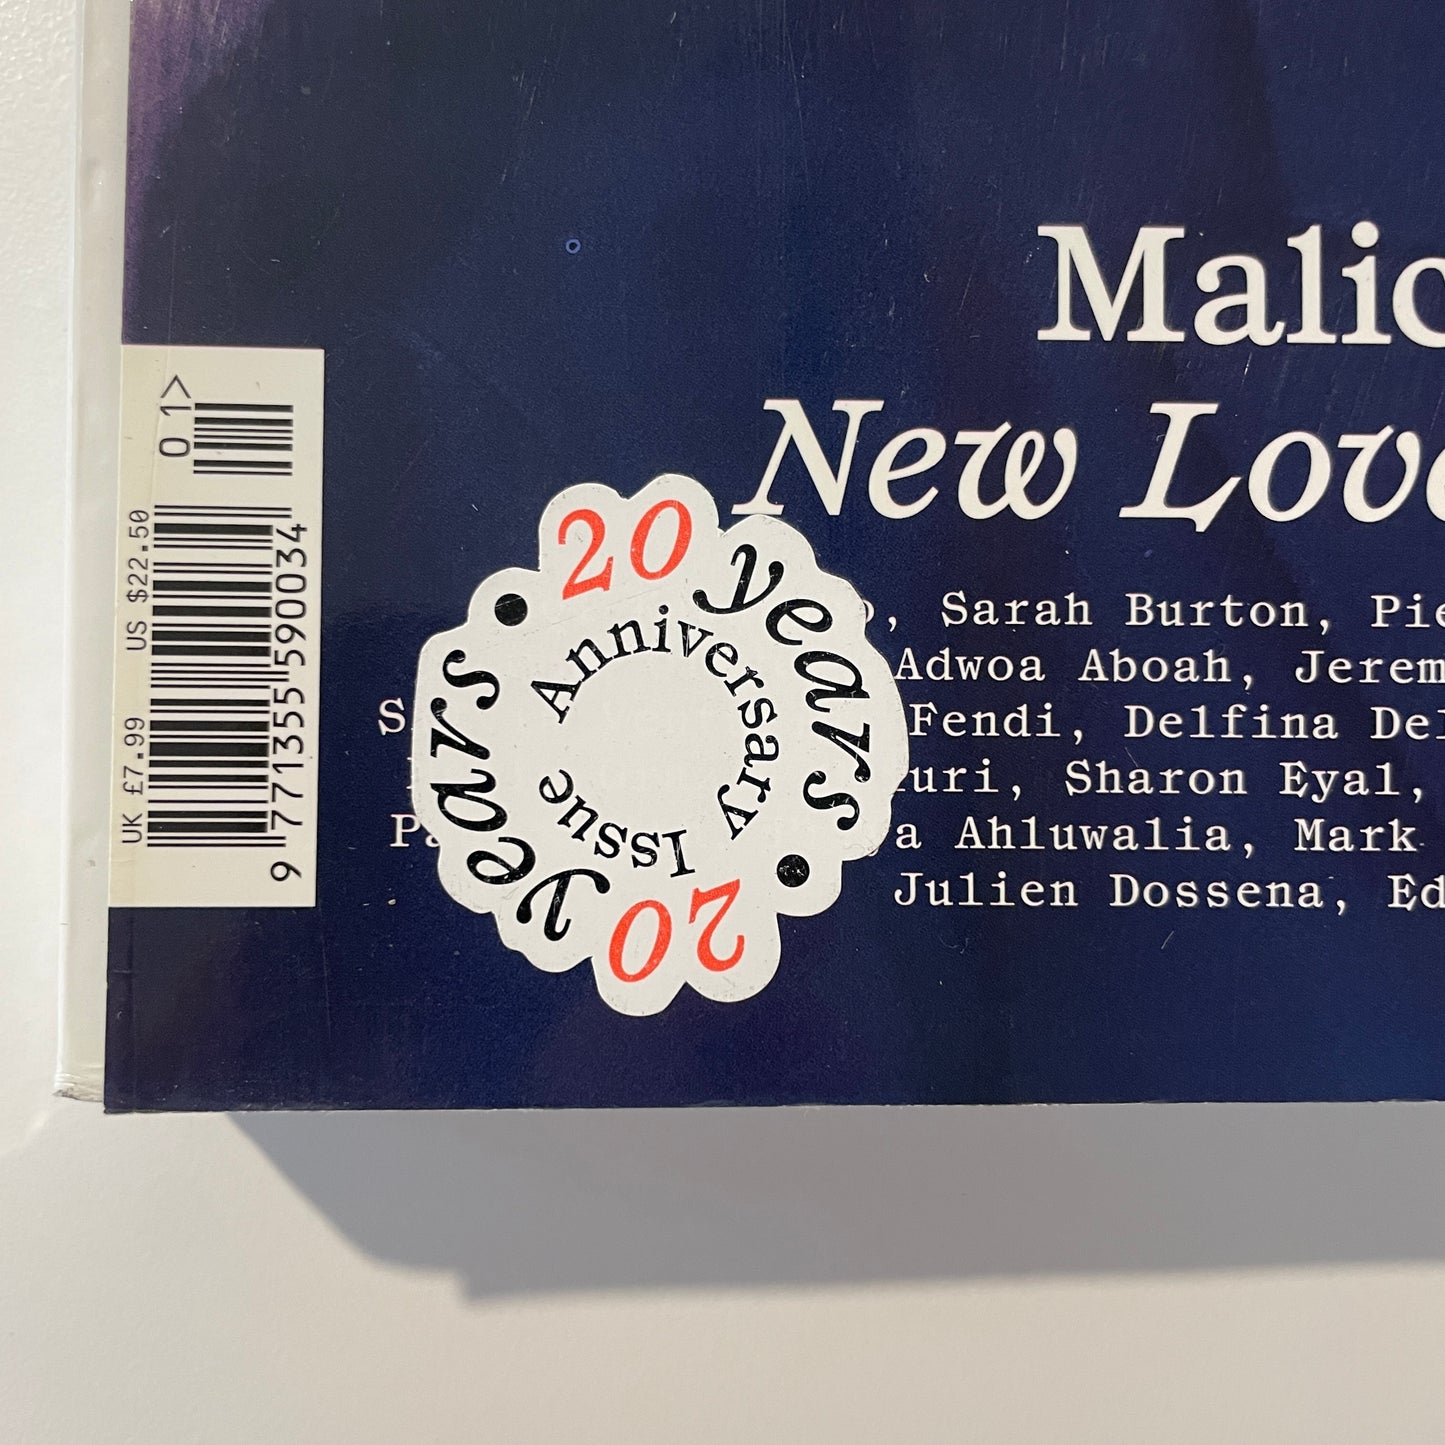 Malic
New Love
, Sarah Burton, Pie
Adwoa Aboah, Jerem
S Fendi, Delfina Del
uri, Sharon Eyal,
Pa a Ahluwalia, Mark
Julien Dossena, Ed
20 years
20 years
Anniversary Issue
01>
UK £7.99 US $22.50
9 771355 590034